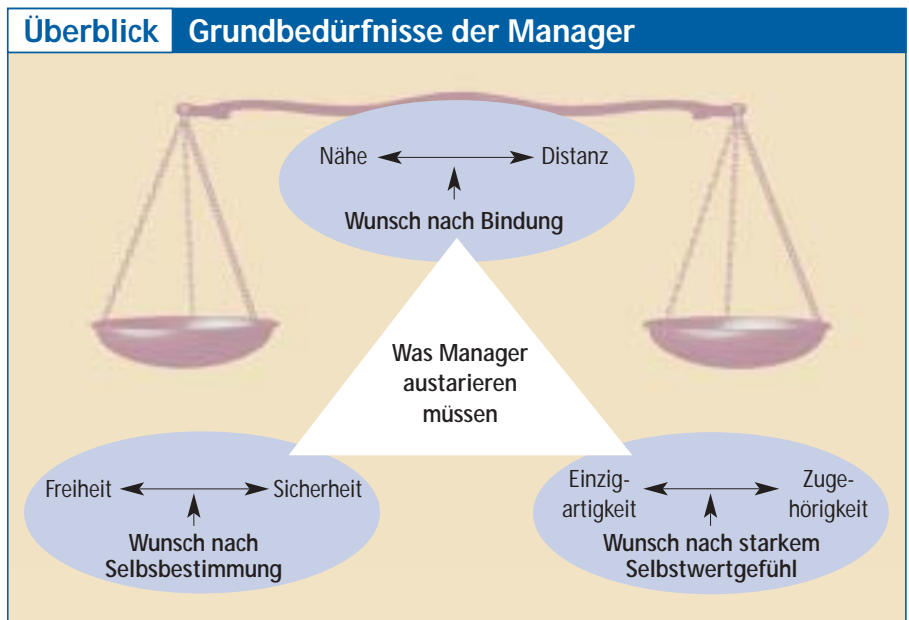 Überblick Grundbedürfnisse der Manager
Nähe Distanz
Wunsch nach Bindung
Was Manager
austarieren
müssen
Freiheit Sicherheit
Wunsch nach
Selbsbestimmung
Einzig-
artigkeit
Zuge-
hörigkeit
Wunsch nach starkem
Selbstwertgefühl